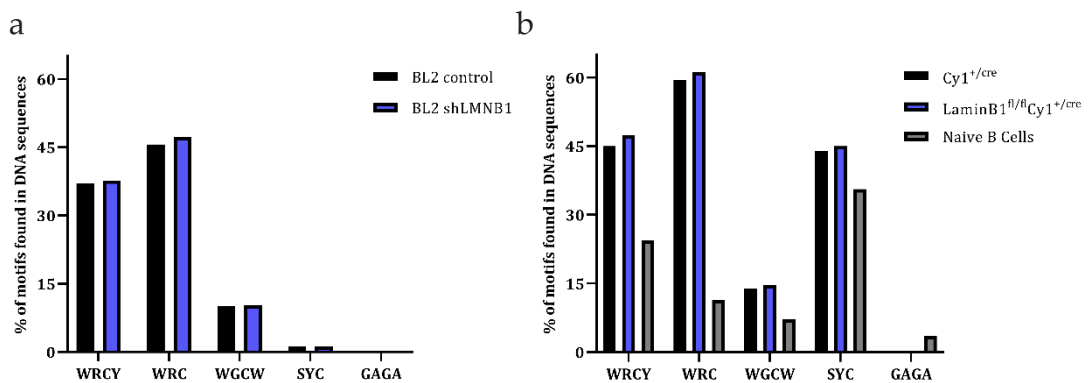 a
% of motifs found in DNA sequences
60
45
30
15
0
WRCY WRC WGCW SYC GAGA
BL2 control
BL2 shLMNB1
b
% of motifs found in DNA sequences
60
45
30
15
0
WRCY WRC WGCW SYC GAGA
Cy1+/cre
LaminB1fl/flCy1+/cre
Naive B Cells